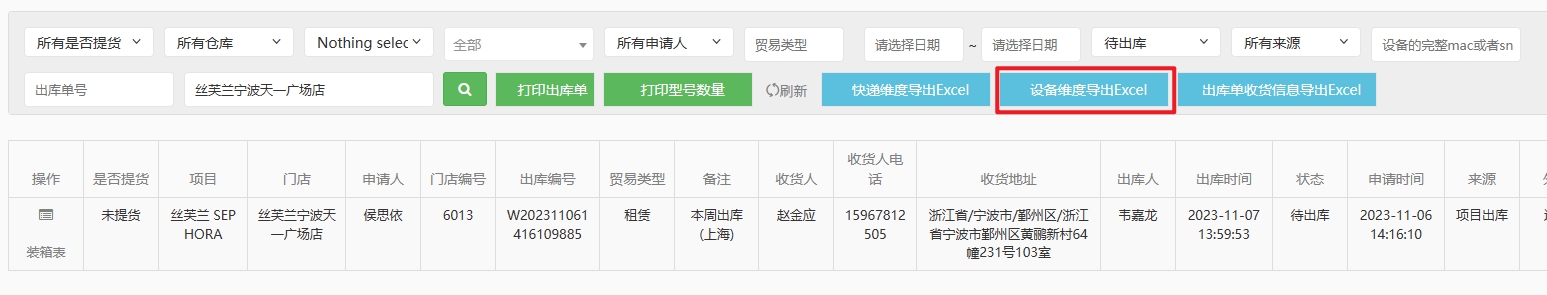 所有是否提货 所有仓库 Nothing selec 全部 所有申请人 贸易类型 请选择日期 ~ 请选择日期 待出库 所有来源 设备的完整mac或者sn
出库单号 丝芙兰宁波天一广场店 打印出库单 打印型号数量 刷新 快递维度导出Excel 设备维度导出Excel 出库单收货信息导出Excel
操作 是否提货 项目 门店 申请人 门店编号 出库编号 贸易类型 备注 收货人 收货人电话 收货地址 出库人 出库时间 状态 申请时间 来源
装箱表
未提货
丝芙兰 SEP
HORA
丝芙兰宁波天
一广场店
侯思依
6013
W202311061
416109885
租赁
本周出库
(上海)
赵金应
15967812
505
浙江省/宁波市/鄞州区/浙江
省宁波市鄞州区黄鹂新村64
幢231号103室
韦嘉龙
2023-11-07
13:59:53
待出库
2023-11-06
14:16:10
项目出库